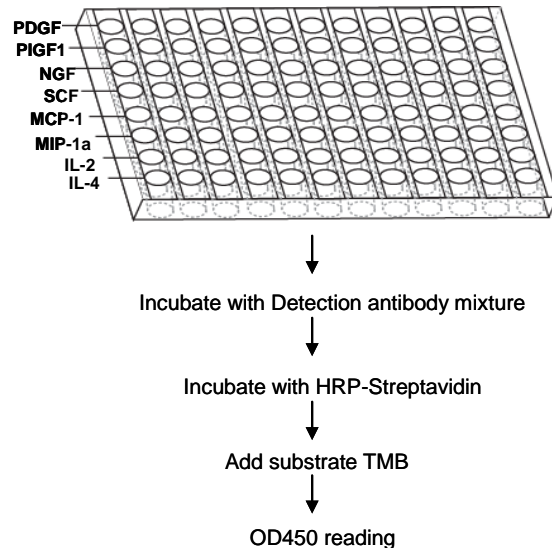 PDGF
PIGF1
NGF
SCF
MCP-1
MIP-1a
IL-2
IL-4
Incubate with Detection antibody mixture
Incubate with HRP-Streptavidin
Add substrate TMB
OD450 reading